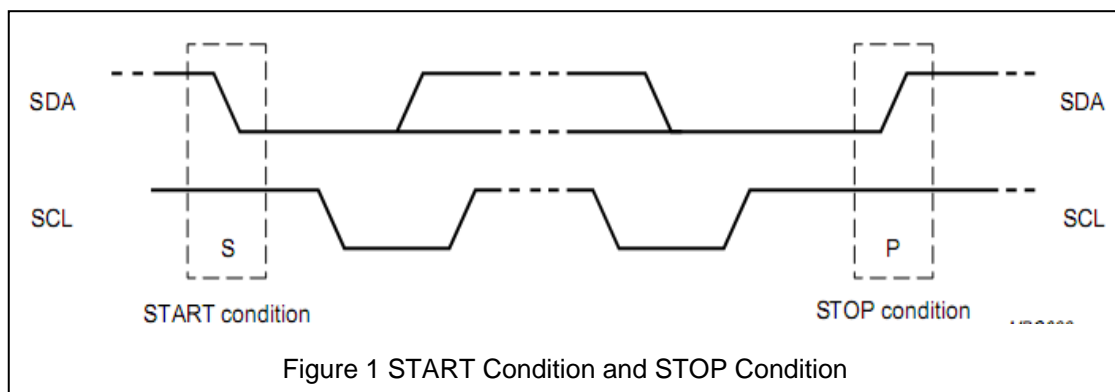 SDA
SDA
SCL
SCL
S
P
START condition
STOP condition
Figure 1 START Condition and STOP Condition